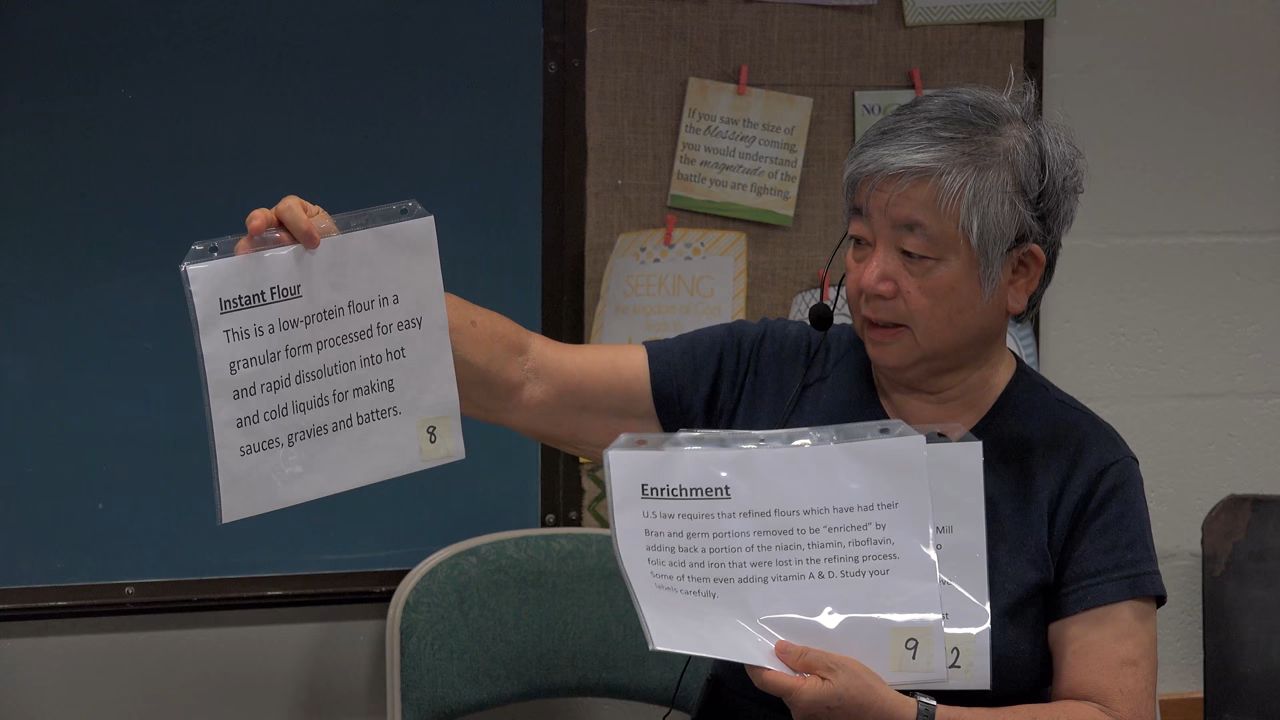 If you saw the size of
the blessing coming,
you would understand
the magnitude of the
battle you are fighting.
NO
SEEKING
Instant Flour
This is a low-protein flour in a
granular form processed for easy
and rapid dissolution into hot
and cold liquids for making
sauces, gravies and batters.
8
Enrichment
U.S law requires that refined flours which have had their
Bran and germ portions removed to be “enriched” by
adding back a portion of the niacin, thiamin, riboflavin,
folic acid and iron that were lost in the refining process.
Some of them even adding vitamin A & D. Study your
labels carefully.
9
Mill
o
st
2